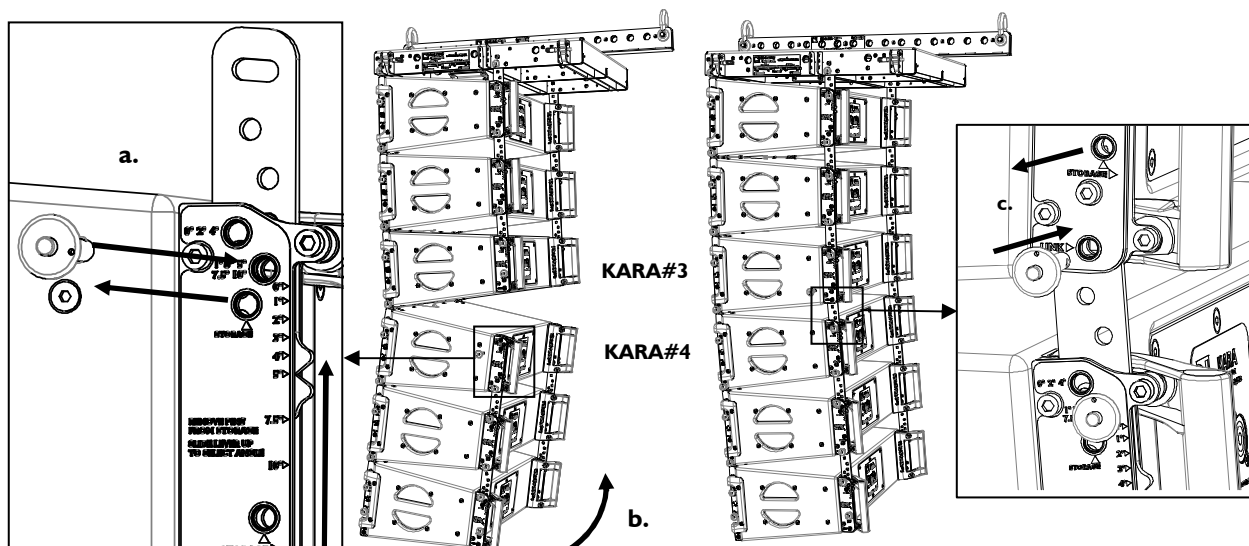 a.
0° 2° 4°
1° 3° 5°
7.5° 10°
0°
1°
2°
3°
4°
5°
7.5°
10°
STORAGE
REMOVE PIN
FROM STORAGE
SLIDE LEVER UP
TO SELECT ANGLE
KARA#3
KARA#4
b.
c.
STORAGE
LINK
0° 2° 4°
1°
1°
2°
3°
4°
STORAGE
KARA